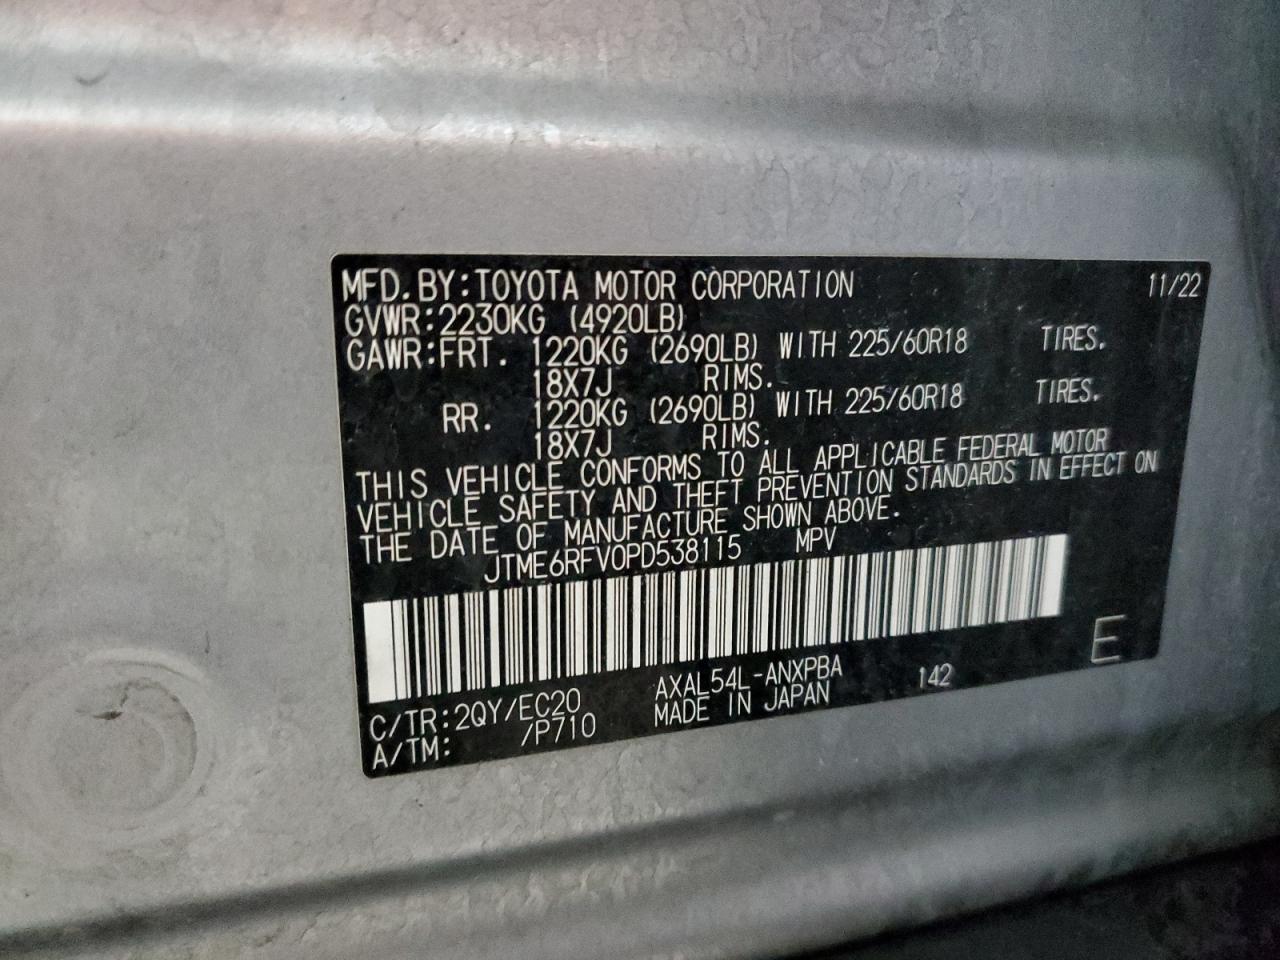 MFD. BY:TOYOTA MOTOR CORPORATION 11/22
GVWR:2230KG (4920LB)
GAWR:FRT. 1220KG (2690LB) WITH 225/60R18 TIRES.
18X7J RIMS.
RR. 1220KG (2690LB) WITH 225/60R18 TIRES.
18X7J RIMS.
THIS VEHICLE CONFORMS TO ALL APPLICABLE FEDERAL MOTOR
VEHICLE SAFETY AND THEFT PREVENTION STANDARDS IN EFFECT ON
THE DATE OF MANUFACTURE SHOWN ABOVE.
JTME6RFV0PD538115 MPV
C/TR:2QY/EC20 AXAL54L-ANXPBA 142 E
A/TM: /P710 MADE IN JAPAN